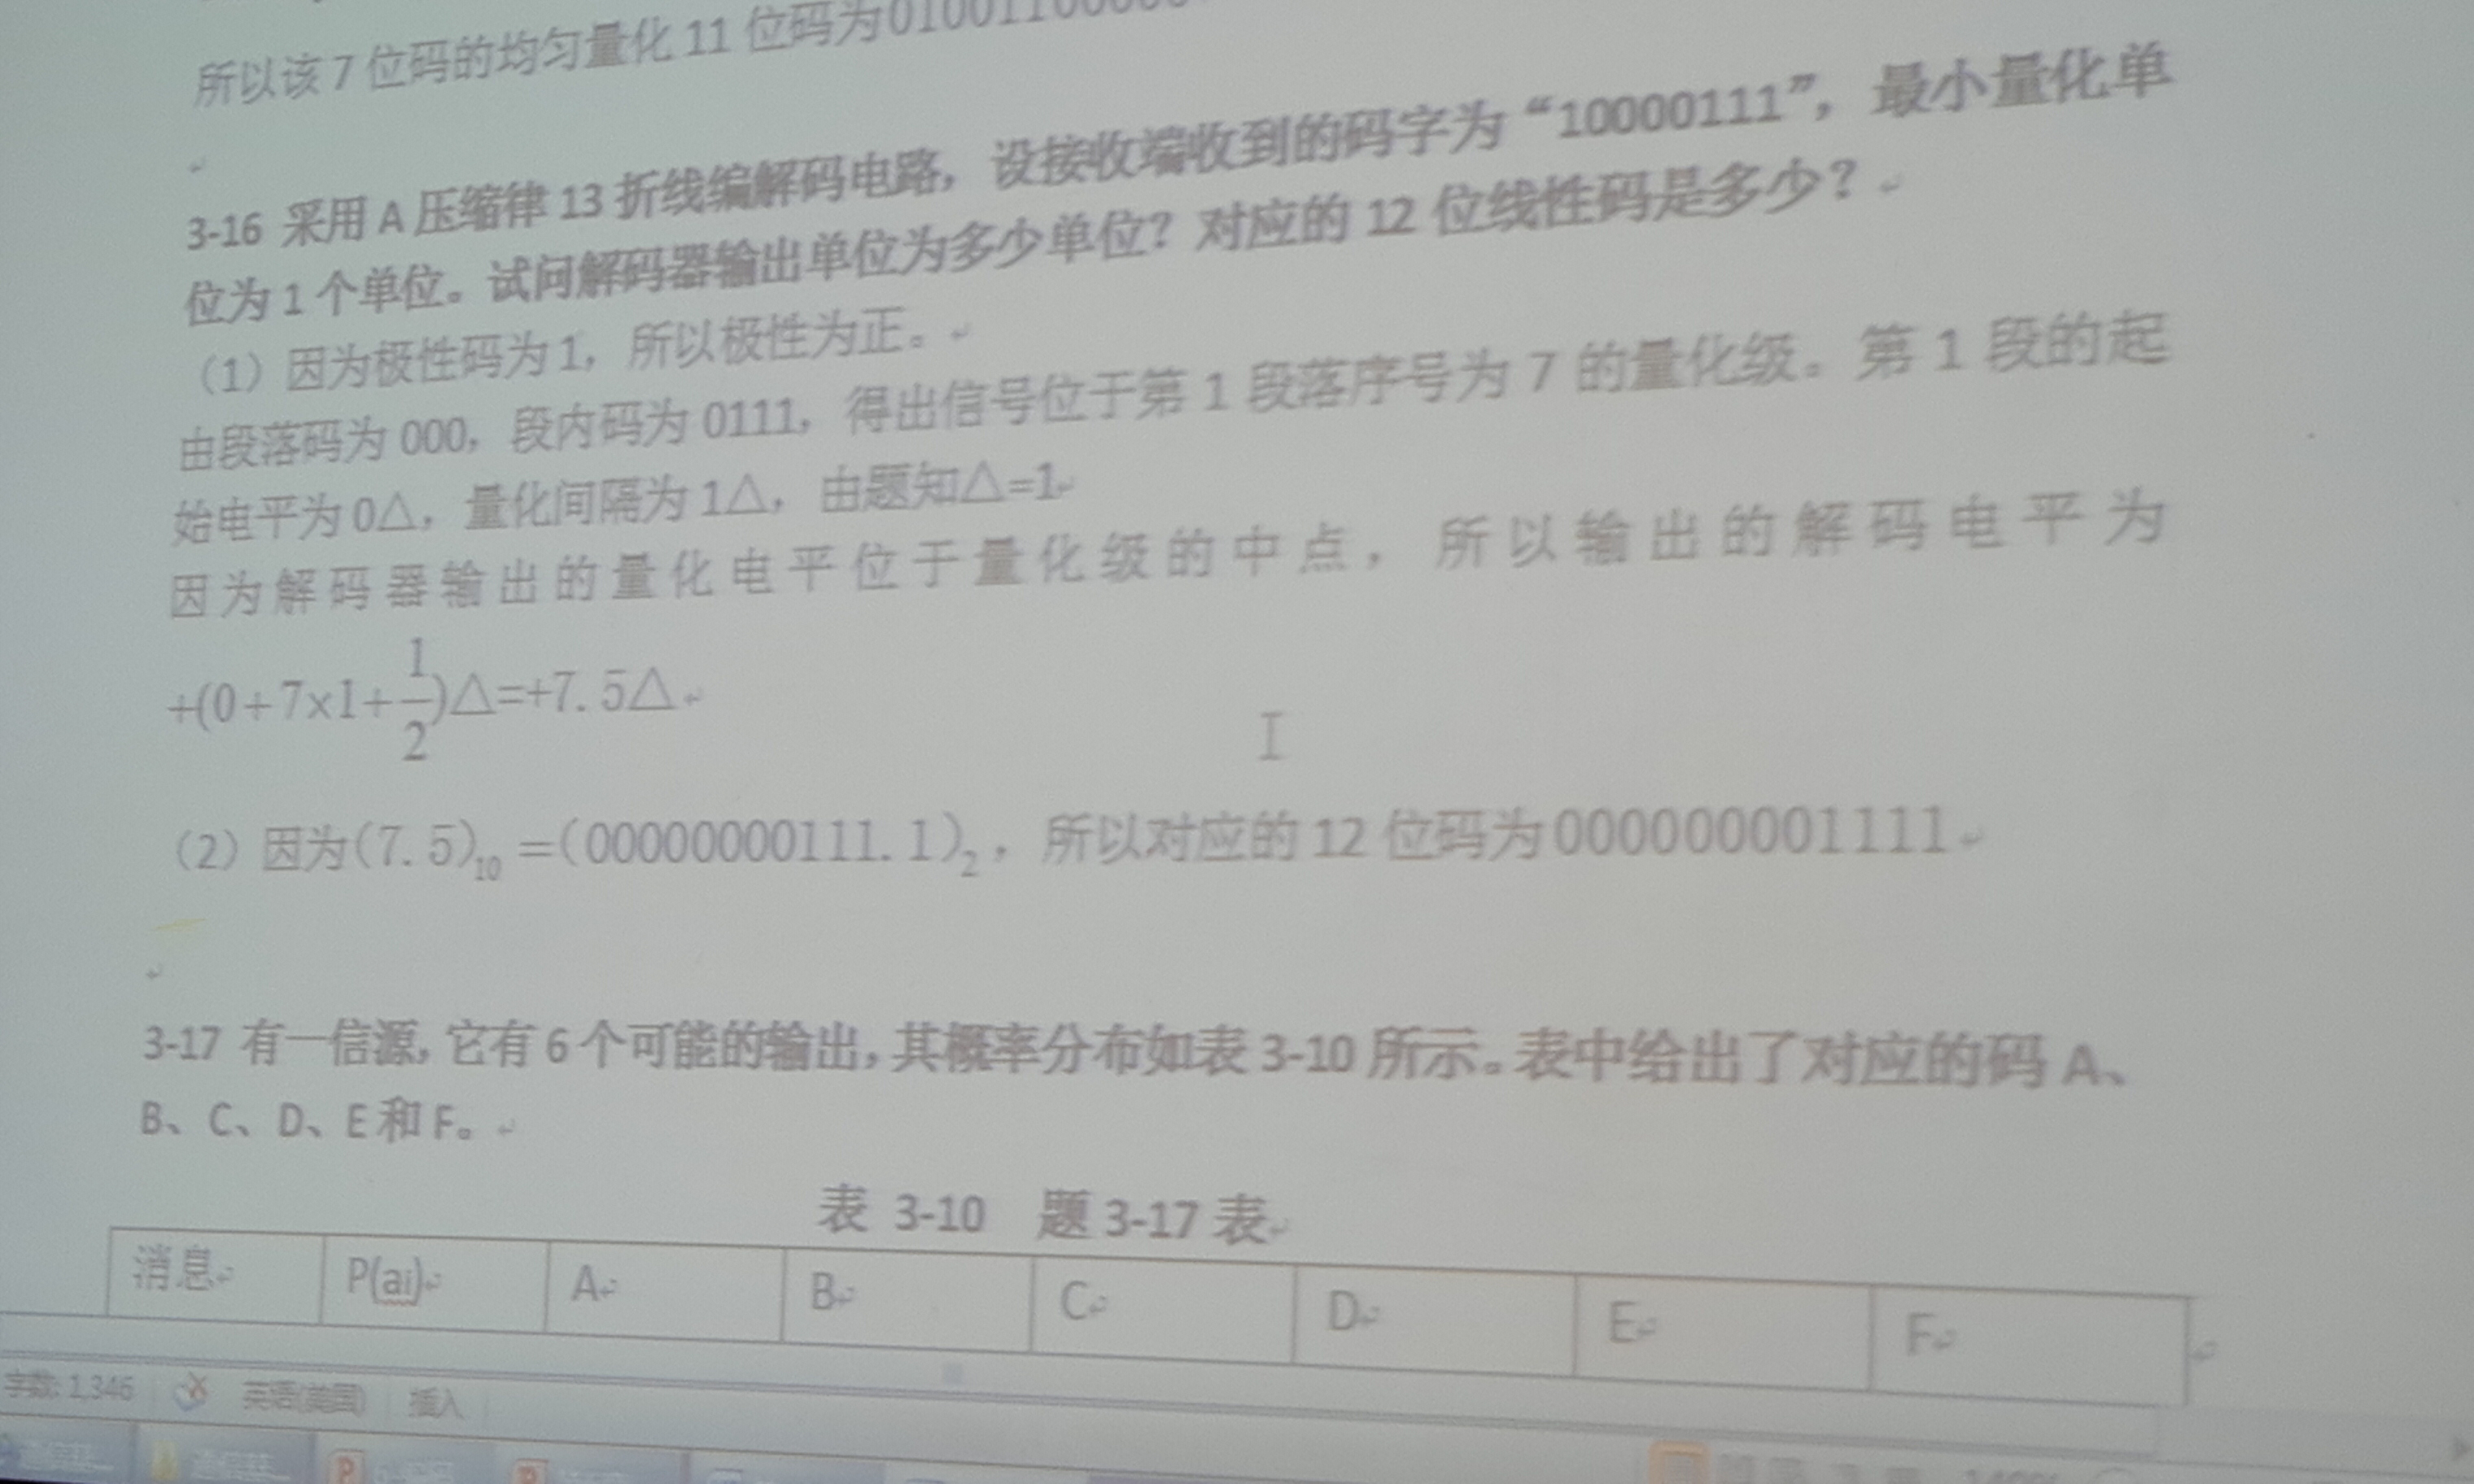 所以该7位码的均匀量化11位码为01001100000
3-16 采用A压缩律13折线编解码电路，设接收端收到的码字为“10000111”，最小量化单
位为1个单位。试问解码器输出单位为多少单位？对应的12位线性码是多少？
（1）因为极性码为1，所以极性为正。
由段落码为000，段内码为0111，得出信号位于第1段落序号为7的量化级。第1段的起
始电平为0△，量化间隔为1△，由题知△=1
因为解码器输出的量化电平位于量化级的中点，所以输出的解码电平为
+(0+7×1+1/2)△=+7.5△
（2）因为(7.5)₁₀=(00000000111.1)₂，所以对应的12位码为000000001111
3-17 有一信源，它有6个可能的输出，其概率分布如表3-10所示。表中给出了对应的码A、
B、C、D、E和F。
表 3-10 题3-17表
消息 P(ai) A B C D E F
字数: 1,346 英语(美国) 插入